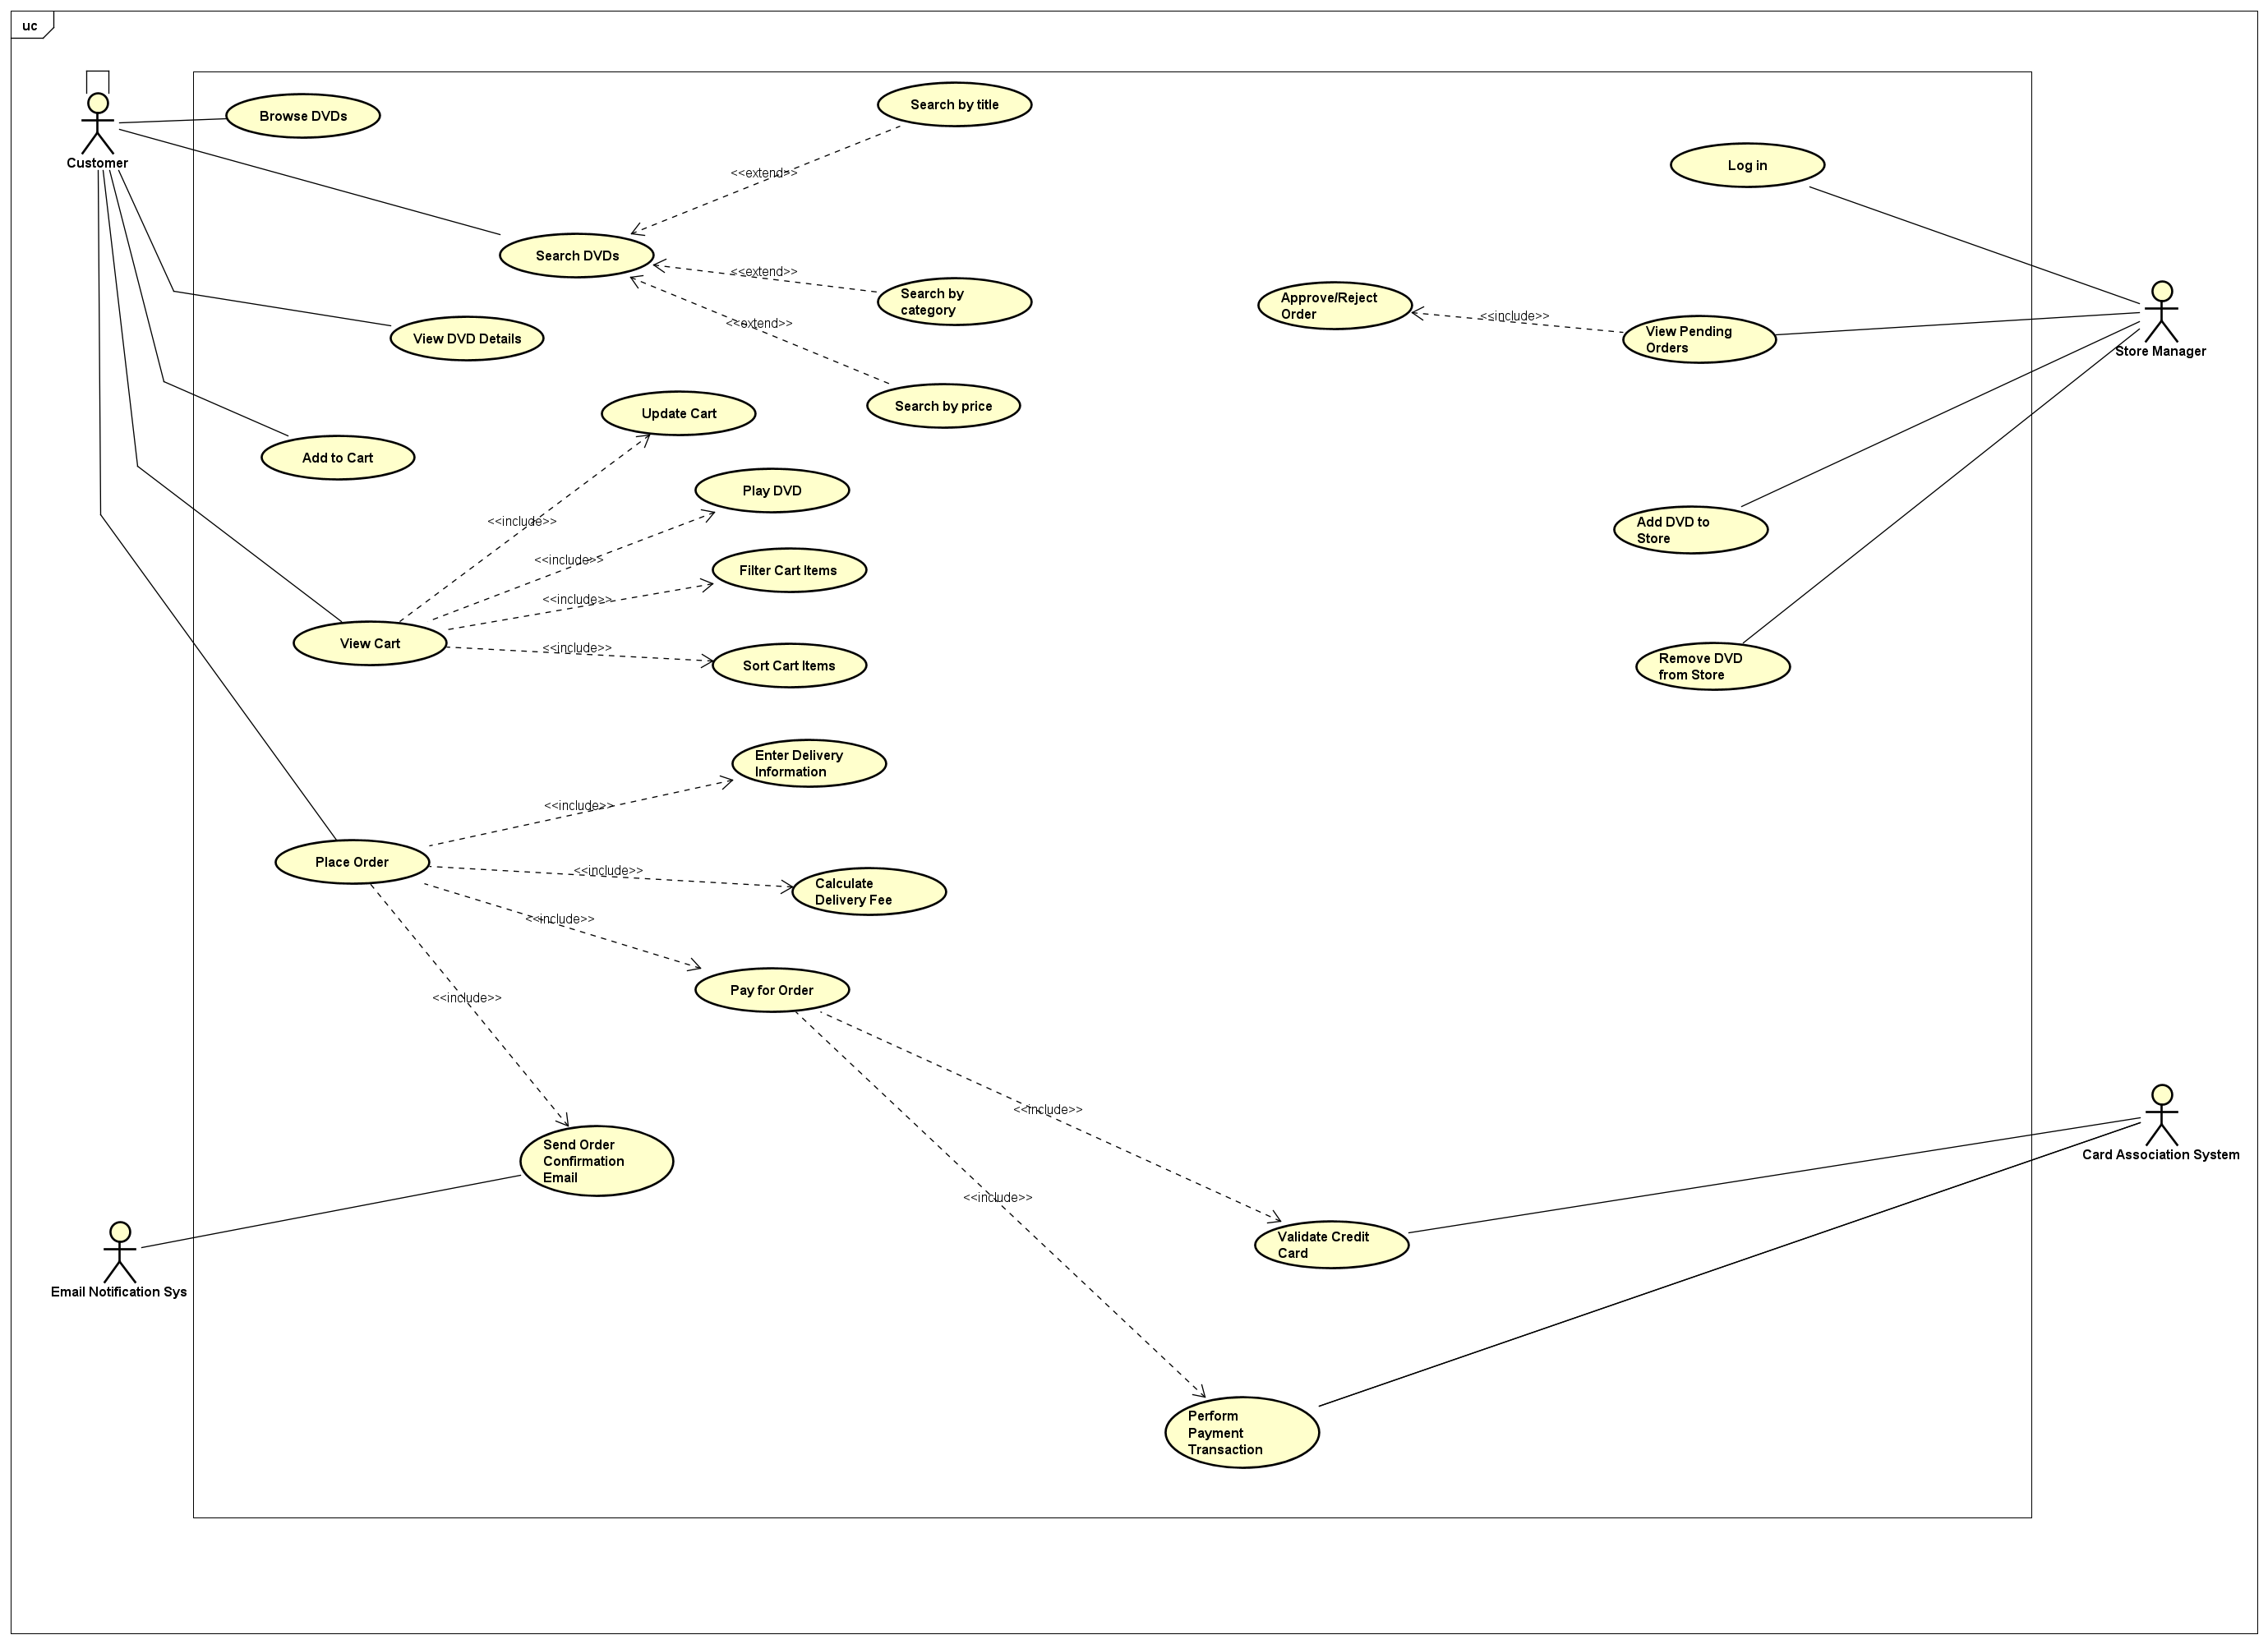 uc
Search by title
Browse DVDs
Customer
Log in
<<extend>>
Search DVDs
<<extend>>
Search by
category
Approve/Reject
Order
<<include>>
View Pending
Orders
Store Manager
<<extend>>
View DVD Details
Search by price
Update Cart
Add to Cart
Play DVD
<<include>>
Add DVD to
Store
<<include>>
Filter Cart Items
<<include>>
View Cart
<<include>>
Sort Cart Items
Remove DVD
from Store
Enter Delivery
Information
<<include>>
Place Order
<<include>>
Calculate
Delivery Fee
<<include>>
Pay for Order
<<include>>
<<include>>
Send Order
Confirmation
Email
Card Association System
<<include>>
Validate Credit
Card
Email Notification Sys
Perform
Payment
Transaction